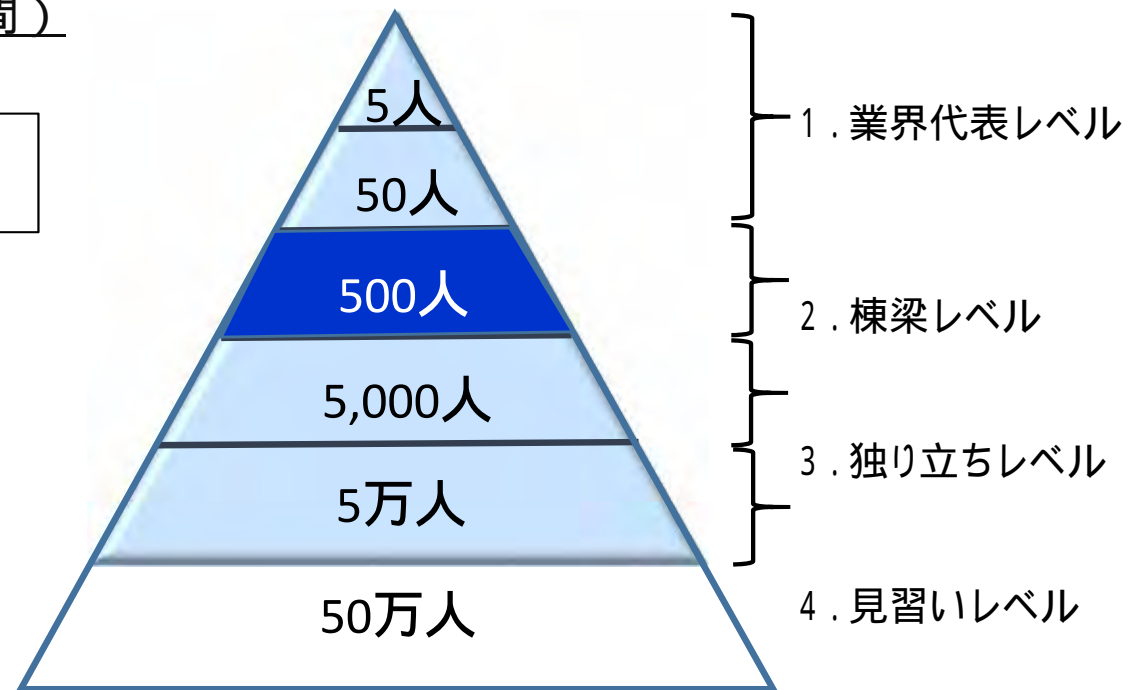 間）
5人
1．業界代表レベル
50人
500人
2．棟梁レベル
5,000人
3．独り立ちレベル
5万人
50万人
4．見習いレベル